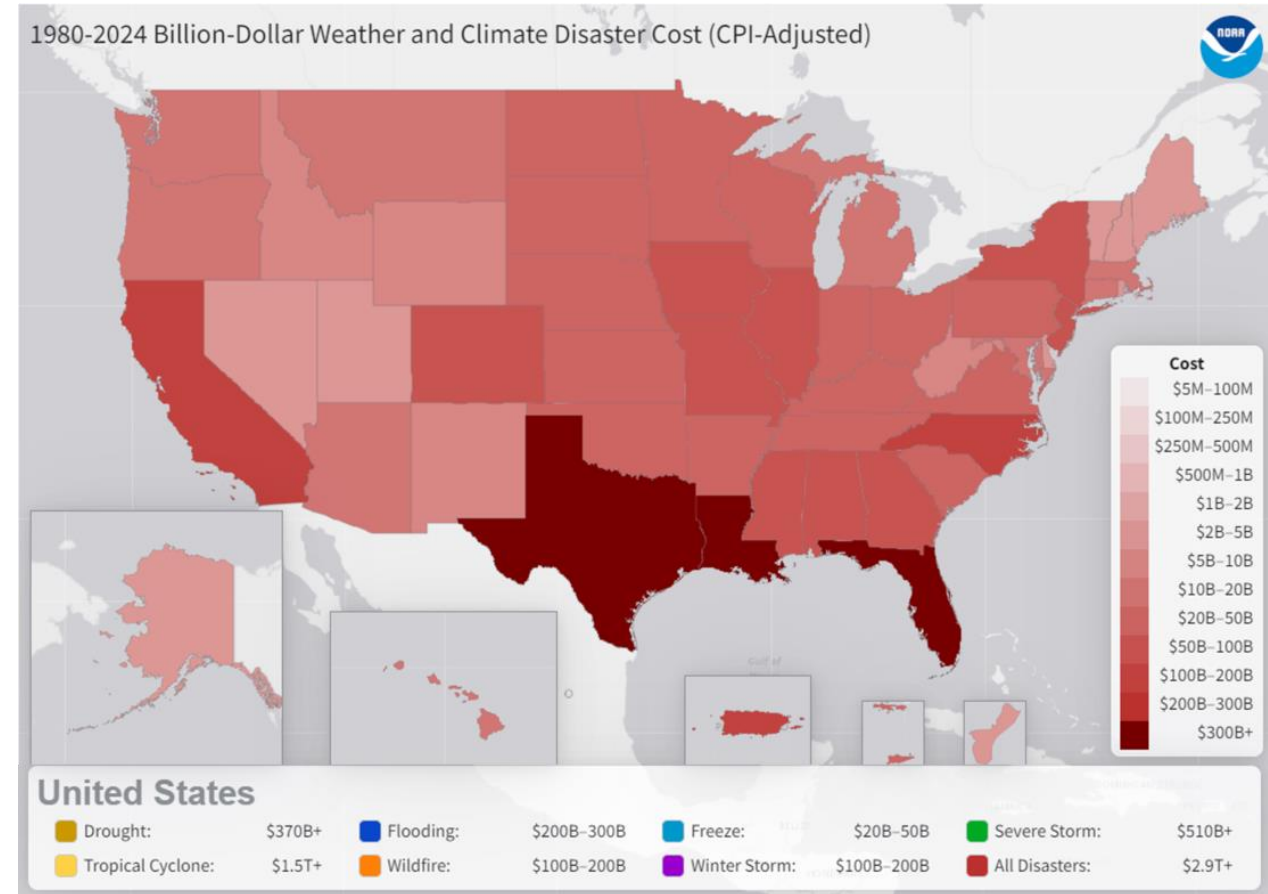 1980-2024 Billion-Dollar Weather and Climate Disaster Cost (CPI-Adjusted)
NOAA
Cost
$5M–100M
$100M–250M
$250M–500M
$500M–1B
$1B–2B
$2B–5B
$5B–10B
$10B–20B
$20B–50B
$50B–100B
$100B–200B
$200B–300B
$300B+
Gulf of
United States
Drought: $370B+ Flooding: $200B–300B Freeze: $20B–50B Severe Storm: $510B+
Tropical Cyclone: $1.5T+ Wildfire: $100B–200B Winter Storm: $100B–200B All Disasters: $2.9T+